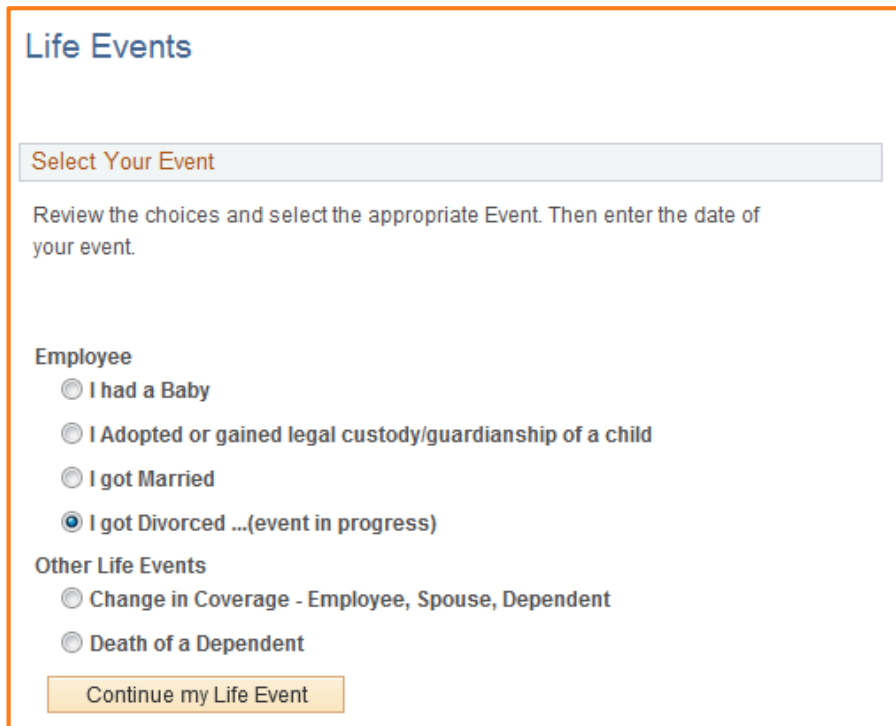 Life Events
Select Your Event
Review the choices and select the appropriate Event. Then enter the date of
your event.
Employee
I had a Baby
I Adopted or gained legal custody/guardianship of a child
I got Married
I got Divorced ...(event in progress)
Other Life Events
Change in Coverage - Employee, Spouse, Dependent
Death of a Dependent
Continue my Life Event